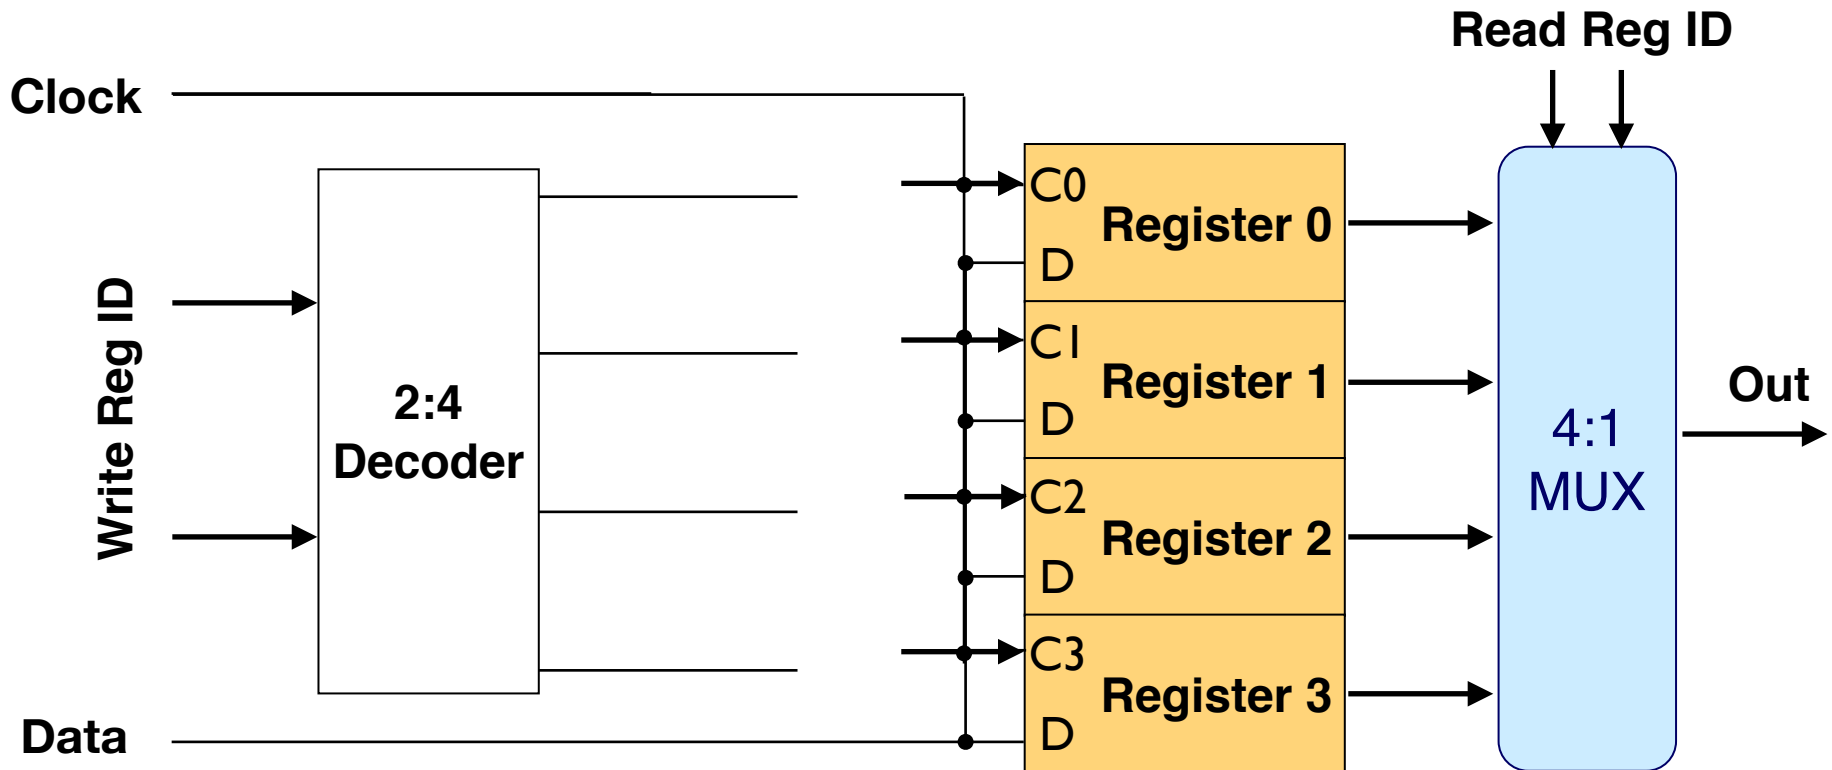 Read Reg ID
Clock
C0
Register 0
D
Write Reg ID
C1
Register 1
D
2:4
Decoder
C2
Register 2
D
4:1
MUX
Out
C3
Register 3
D
Data